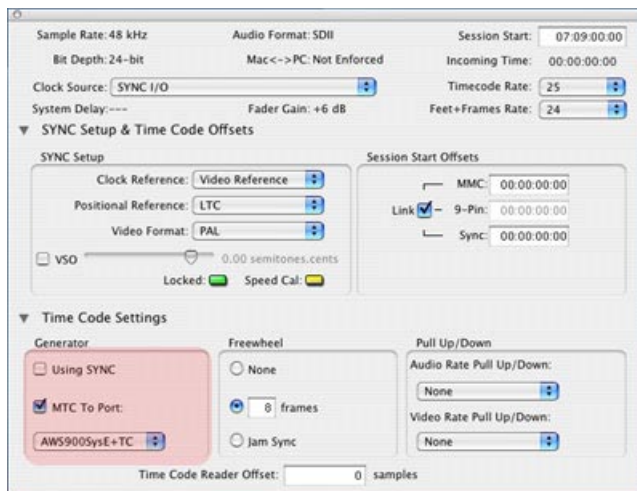 Sample Rate: 48 kHz Audio Format: SDII Session Start: 07:09:00:00
Bit Depth: 24-bit Mac<->PC: Not Enforced Incoming Time: 00:00:00:00
Clock Source: SYNC I/O Timecode Rate: 25
System Delay:--- Fader Gain: +6 dB Feet+Frames Rate: 24
SYNC Setup & Time Code Offsets
SYNC Setup
Clock Reference: Video Reference
Positional Reference: LTC
Video Format: PAL
VSO 0.00 semitones.cents
Locked: Speed Cal:
Session Start Offsets
MMC: 00:00:00:00
Link 9-Pin: 00:00:00:00
Sync: 00:00:00:00
Time Code Settings
Generator
Using SYNC
MTC To Port:
AWS900SysE+TC
Freewheel
None
8 frames
Jam Sync
Pull Up/Down
Audio Rate Pull Up/Down:
None
Video Rate Pull Up/Down:
None
Time Code Reader Offset: 0 samples